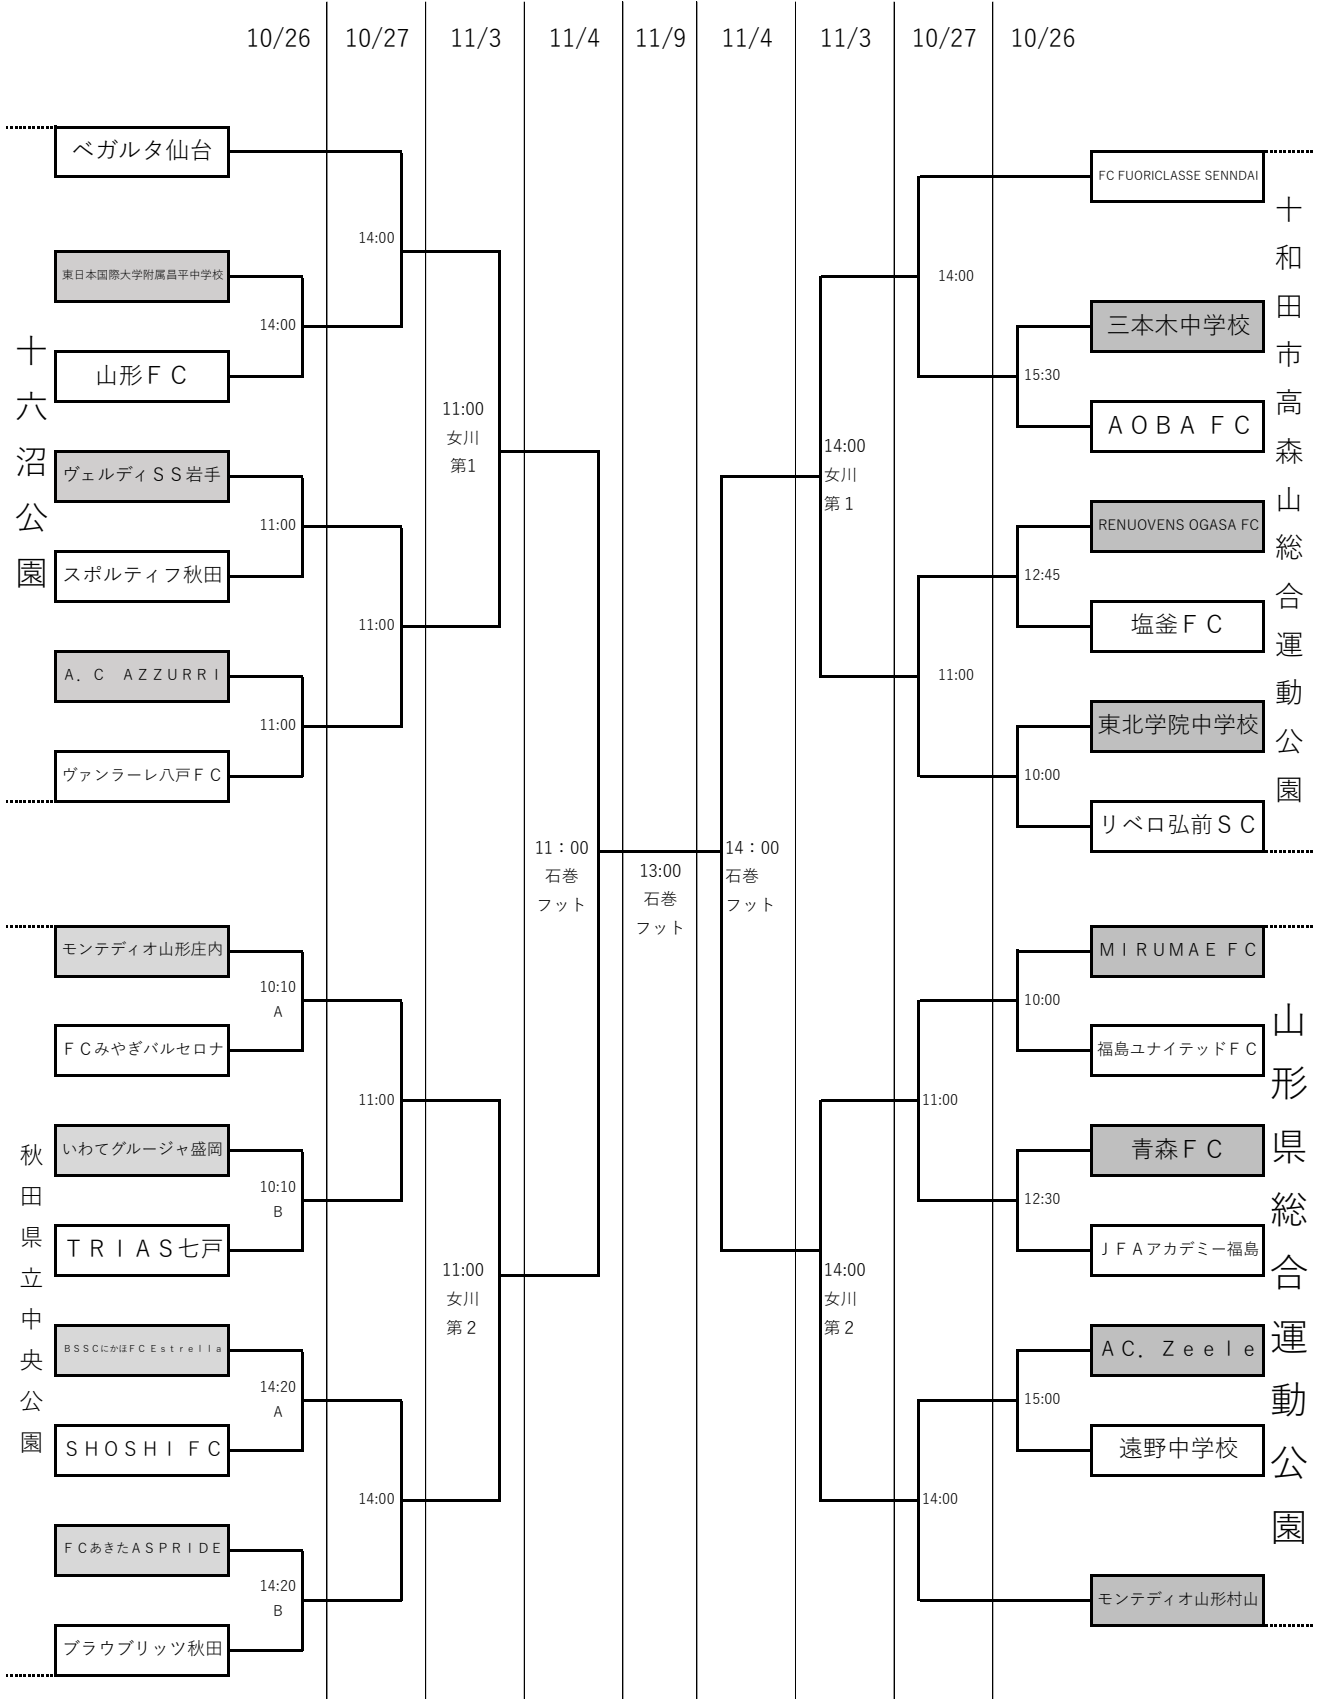 10/26
10/27
11/3
11/4
11/9
11/4
11/3
10/27
10/26
十六沼公園
ベガルタ仙台
14:00
東日本国際大学附属昌平中学校
14:00
山形ＦＣ
11:00
女川
第1
ヴェルディＳＳ岩手
11:00
スポルティフ秋田
11:00
Ａ．Ｃ　ＡＺＺＵＲＲＩ
11:00
ヴァンラーレ八戸ＦＣ
11：00
石巻
フット
13:00
石巻
フット
14：00
石巻
フット
秋田県立中央公園
モンテディオ山形庄内
10:10
A
ＦＣみやぎバルセロナ
11:00
いわてグルージャ盛岡
10:10
B
ＴＲＩＡＳ七戸
11:00
女川
第２
ＢＳＳＣにかほＦＣＥｓｔｒｅｌｌａ
14:20
A
ＳＨＯＳＨＩ ＦＣ
14:00
ＦＣあきたＡＳＰＲＩＤＥ
14:20
B
ブラウブリッツ秋田
十和田市高森山総合運動公園
FC FUORICLASSE SENNDAI
14:00
三本木中学校
15:30
ＡＯＢＡ ＦＣ
14:00
女川
第１
RENUOVENS OGASA FC
12:45
塩釜ＦＣ
11:00
東北学院中学校
10:00
リベロ弘前ＳＣ
山形県総合運動公園
ＭＩＲＵＭＡＥ ＦＣ
10:00
福島ユナイテッドＦＣ
11:00
青森ＦＣ
12:30
ＪＦＡアカデミー福島
14:00
女川
第２
ＡＣ．Ｚｅｅｌｅ
15:00
遠野中学校
14:00
モンテディオ山形村山